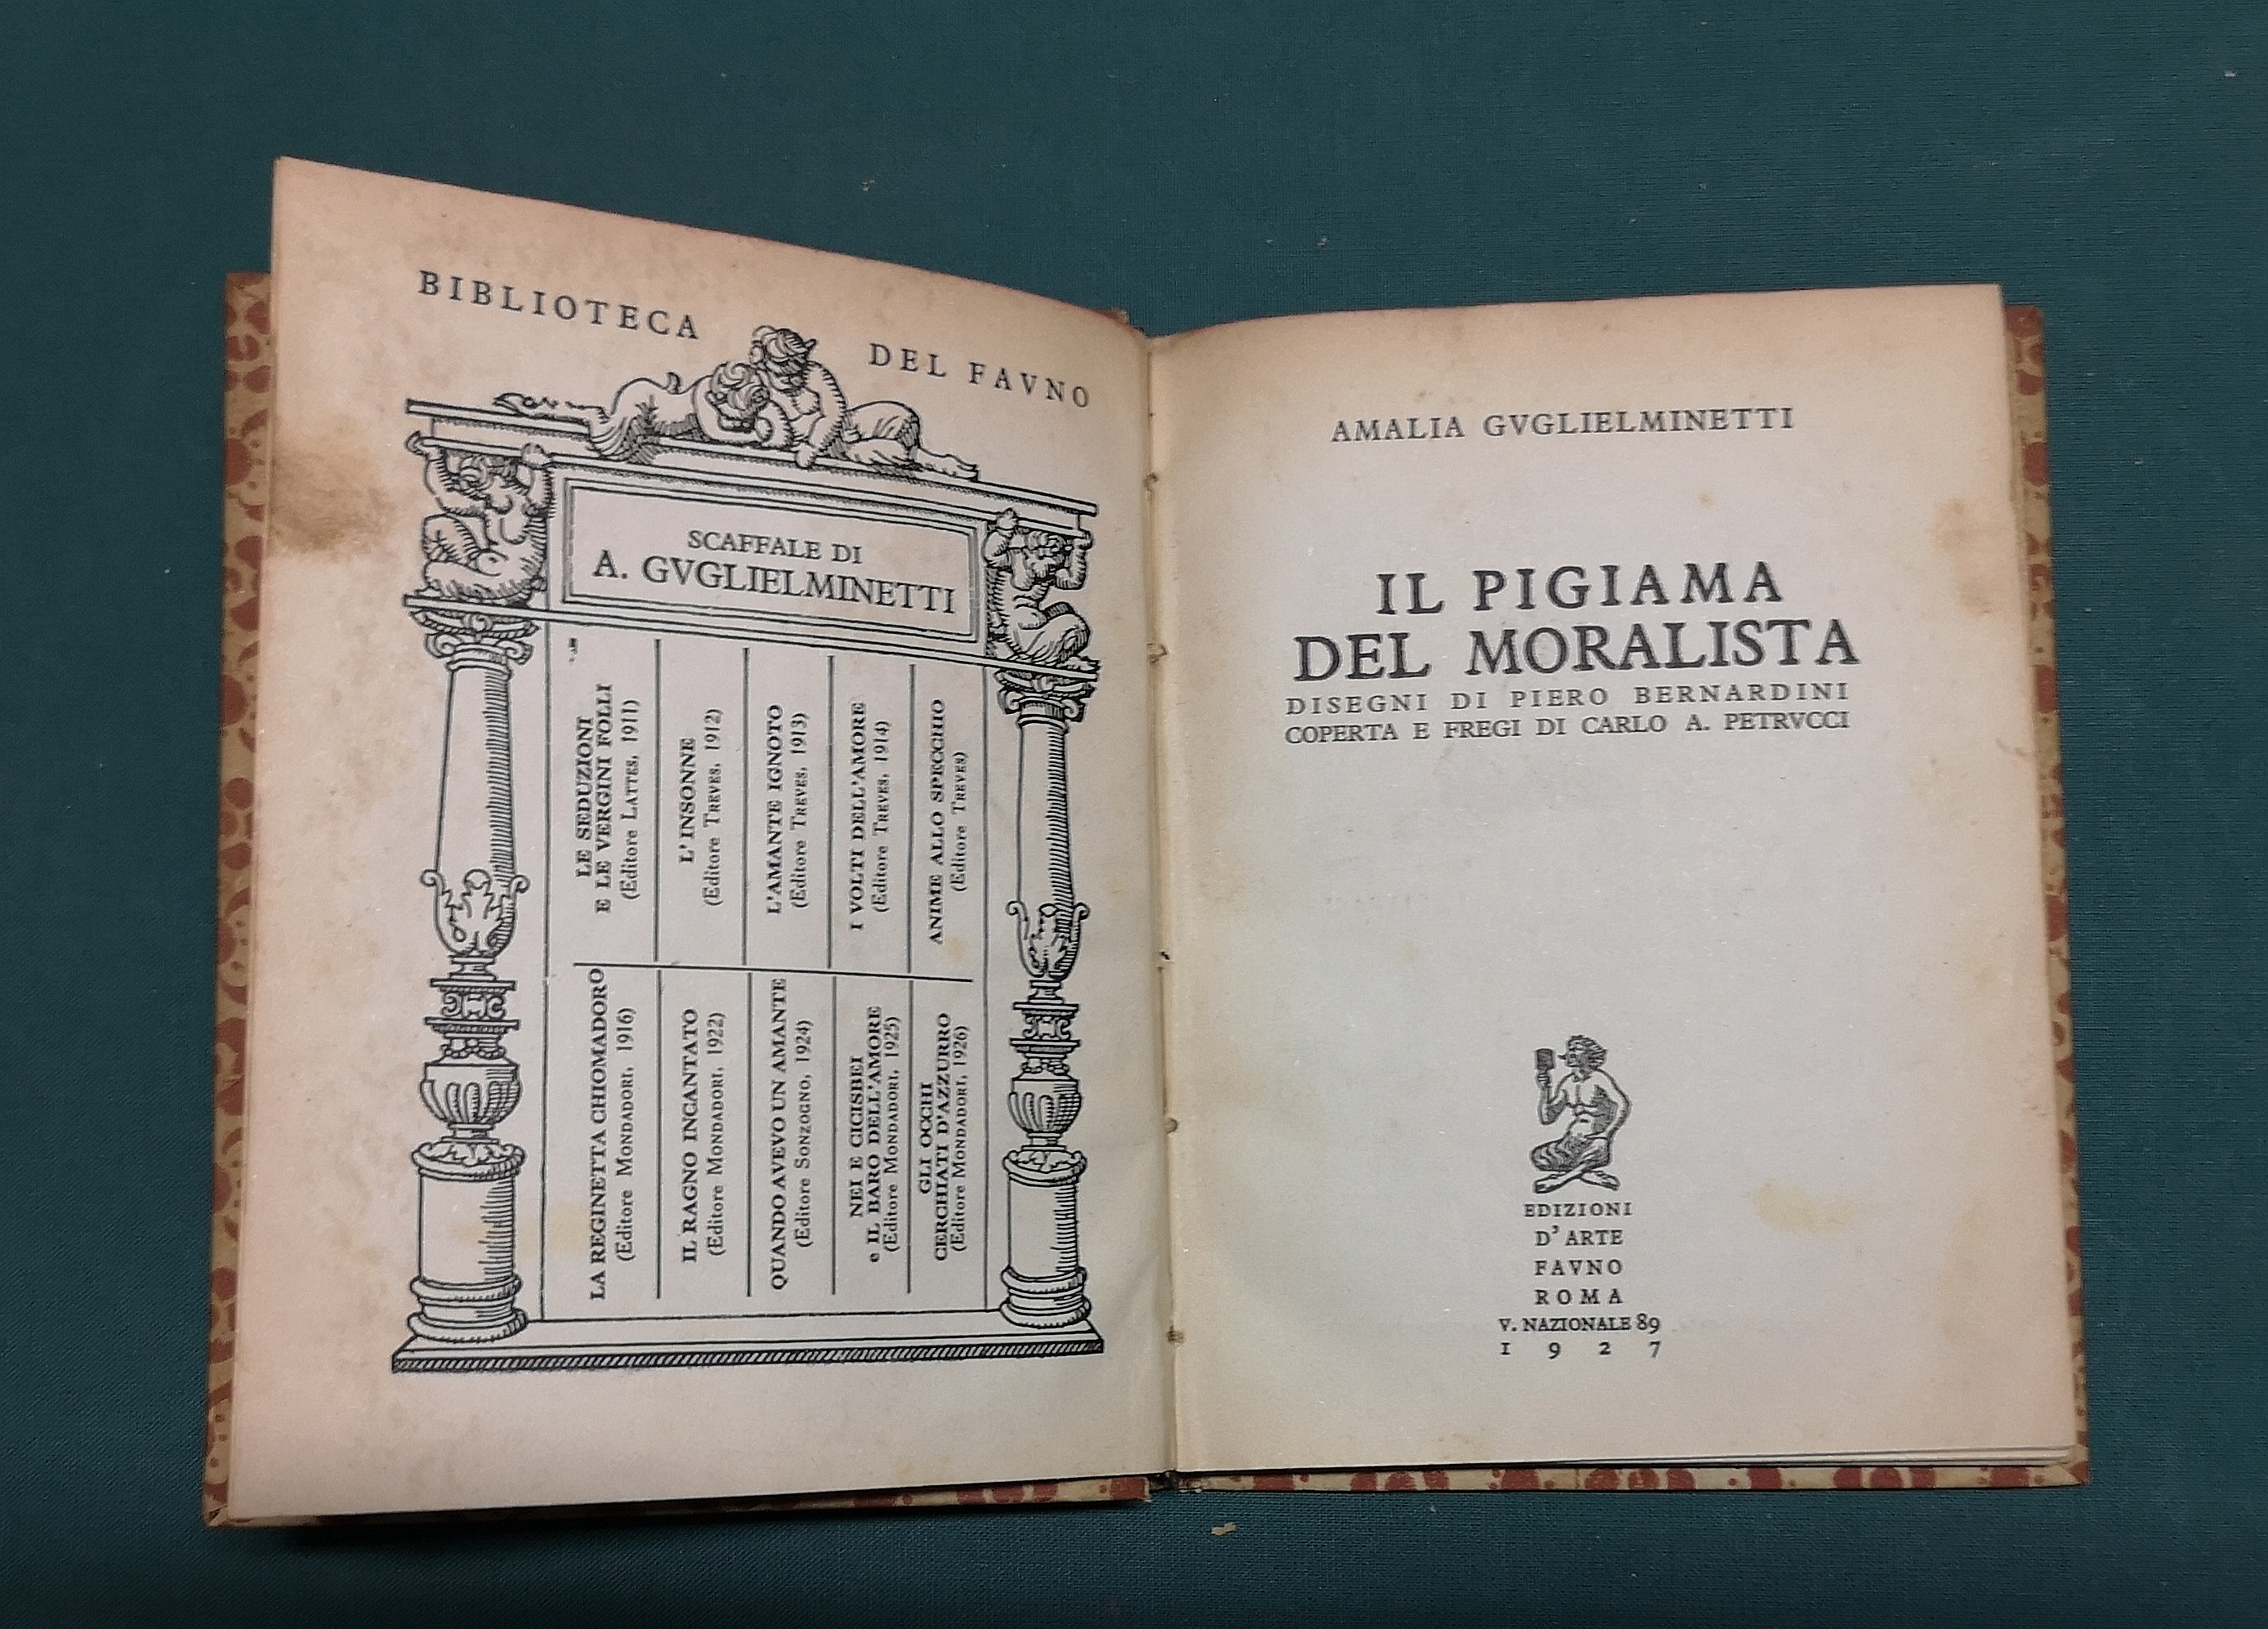 BIBLIOTECA DEL FAVNO
SCAFFALE DI
A. GVGLIELMINETTI
LE SEDUZIONI
E LE VERGINI FOLLI
(Editore LATTES, 1911)
L'INSONNE
(Editore TREVES, 1912)
L'AMANTE IGNOTO
(Editore TREVES, 1913)
I VOLTI DELL'AMORE
(Editore TREVES, 1914)
ANIME ALLO SPECCHIO
(Editore TREVES)
LA REGINETTA CHIOMADORO
(Editore MONDADORI, 1916)
IL RAGNO INCANTATO
(Editore MONDADORI, 1922)
QUANDO AVEVO UN AMANTE
(Editore SONZOGNO, 1924)
NEI E CICISBEI
e IL BARO DELL'AMORE
(Editore MONDADORI, 1925)
GLI OCCHI
CERCHIATI D'AZZURRO
(Editore MONDADORI, 1926)
AMALIA GVGLIELMINETTI
IL PIGIAMA
DEL MORALISTA
DISEGNI DI PIERO BERNARDINI
COPERTA E FREGI DI CARLO A. PETRVCCI
EDIZIONI
D'ARTE
FAVNO
ROMA
V. NAZIONALE 89
1927